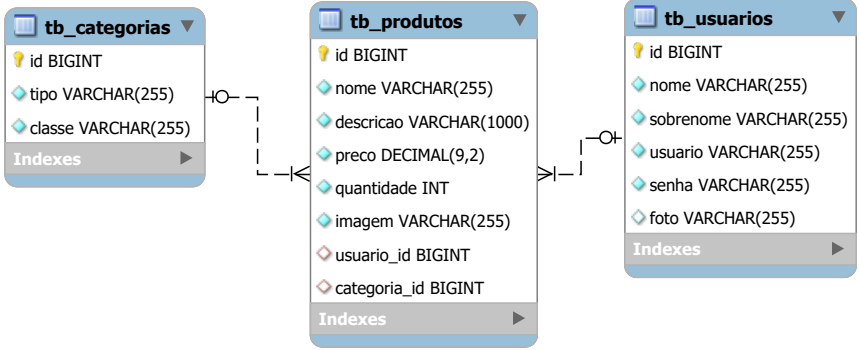 tb_categorias
id BIGINT
tipo VARCHAR(255)
classe VARCHAR(255)
Indexes
tb_produtos
id BIGINT
nome VARCHAR(255)
descricao VARCHAR(1000)
preco DECIMAL(9,2)
quantidade INT
imagem VARCHAR(255)
usuario_id BIGINT
categoria_id BIGINT
Indexes
tb_usuarios
id BIGINT
nome VARCHAR(255)
sobrenome VARCHAR(255)
usuario VARCHAR(255)
senha VARCHAR(255)
foto VARCHAR(255)
Indexes